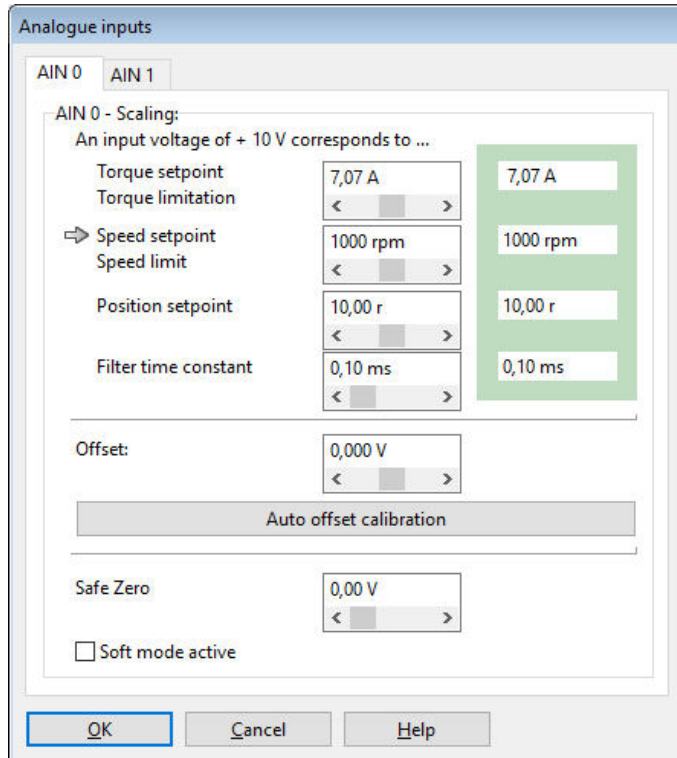 Analogue inputs
AIN 0 AIN 1
AIN 0 - Scaling:
An input voltage of + 10 V corresponds to ...
Torque setpoint
Torque limitation
7,07 A
7,07 A
Speed setpoint
Speed limit
1000 rpm
1000 rpm
Position setpoint
10,00 r
10,00 r
Filter time constant
0,10 ms
0,10 ms
Offset:
0,000 V
Auto offset calibration
Safe Zero
0,00 V
Soft mode active
OK Cancel Help